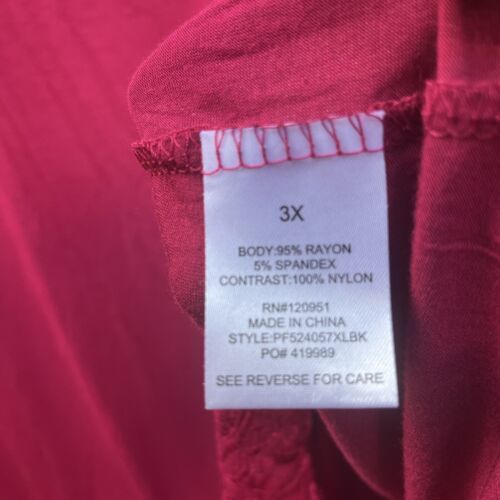 3X
BODY:95% RAYON
5% SPANDEX
CONTRAST:100% NYLON
RN#120951
MADE IN CHINA
STYLE:PF524057XLBK
PO# 419989
SEE REVERSE FOR CARE